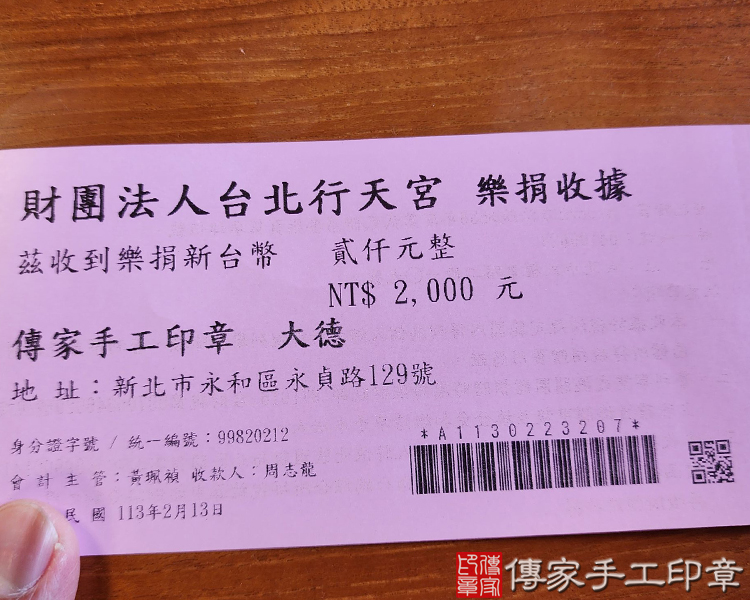 財團法人台北行天宮 樂捐收據
茲收到樂捐新台幣 貳仟元整
NT$ 2,000 元
傳家手工印章 大德
地 址：新北市永和區永貞路129號
身分證字號 / 統一編號：99820212
會 計 主 管：黃珮禎 收款人：周志龍
民 國 113年2月13日
*A1130223207*
傳家印章 傳家手工印章